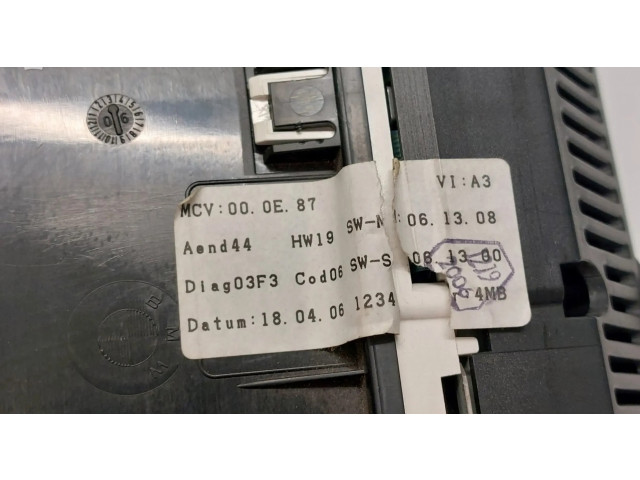 MCV:00. 0E. 87 VI:A3
Aend44 HW19 SW-M : 06. 13. 08
Diag03F3 Cod06 SW-S 08. 13. 00
Datum:18. 04. 06 1234 4MB
BMW
06